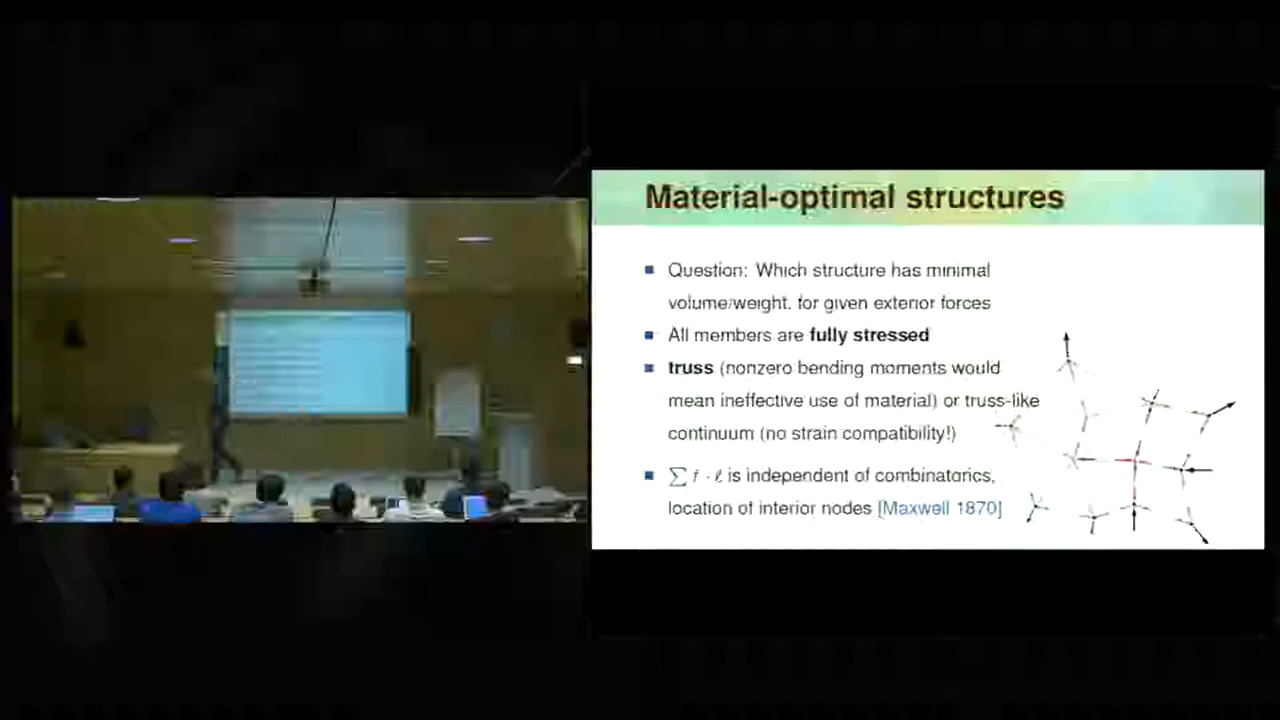 Material-optimal structures
Question: Which structure has minimal
volume/weight, for given exterior forces
All members are fully stressed
truss (nonzero bending moments would
mean ineffective use of material) or truss-like
continuum (no strain compatibility!)
∑ f · ℓ is independent of combinatorics,
location of interior nodes [Maxwell 1870]